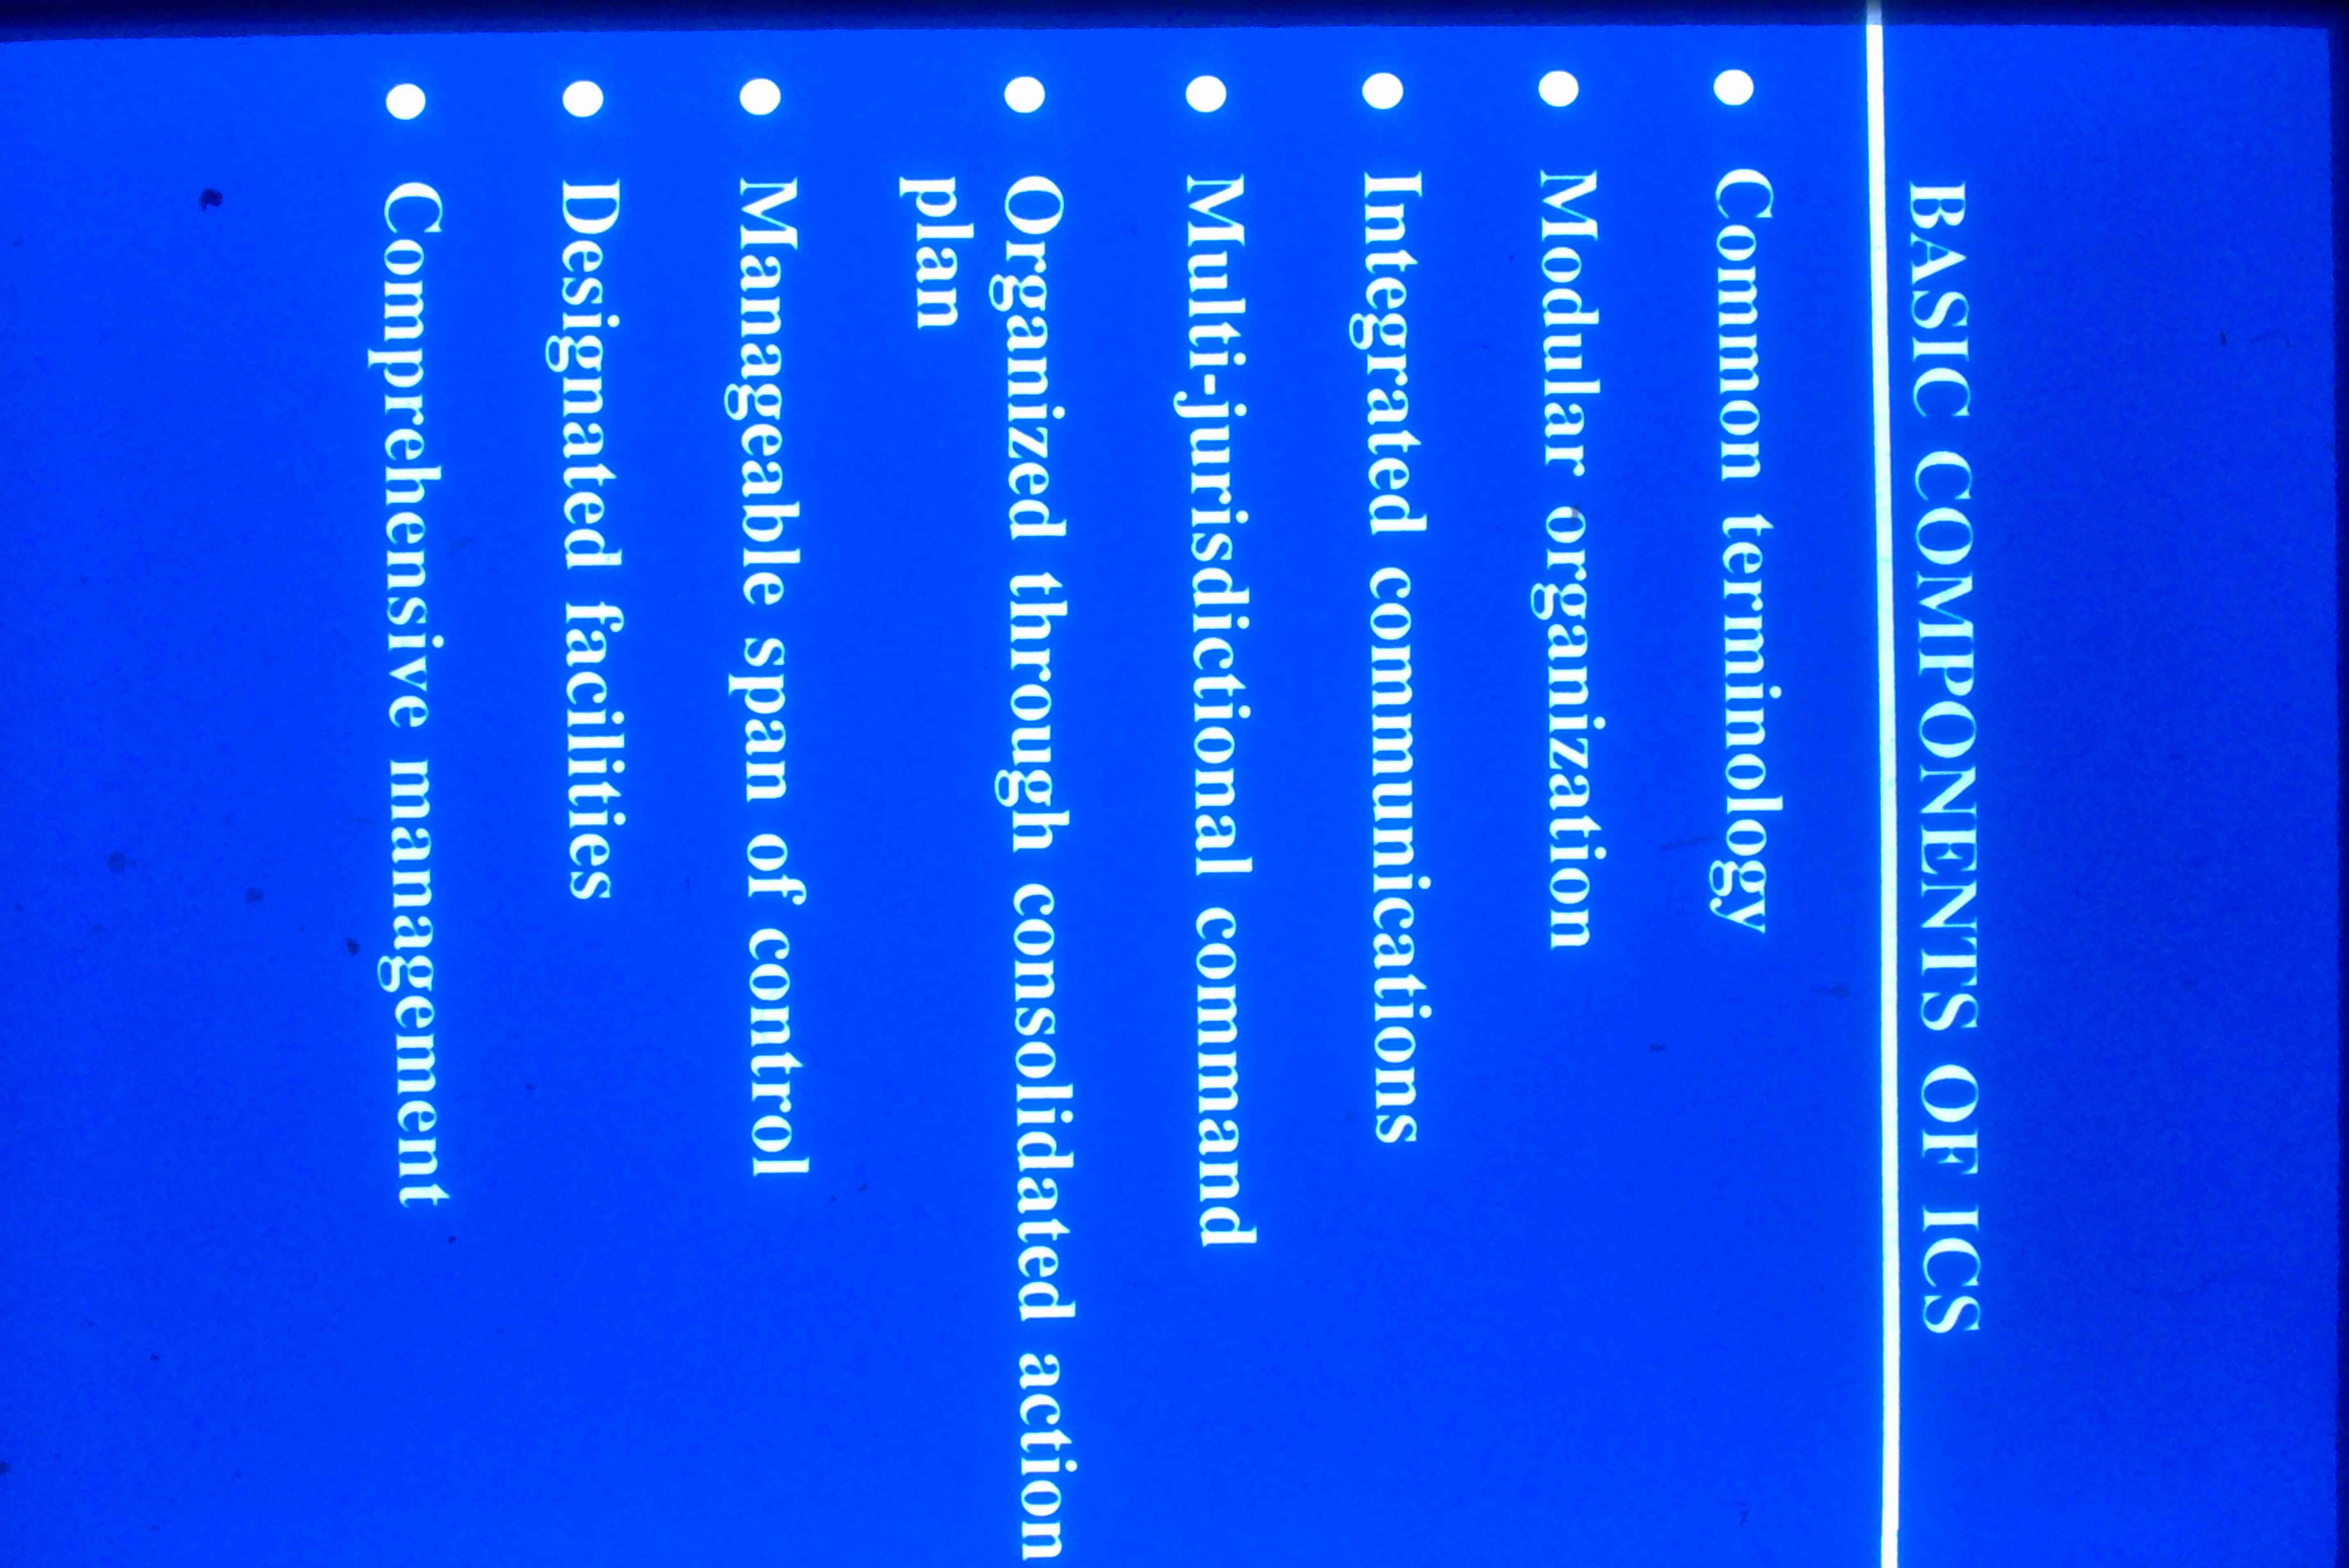 BASIC COMPONENTS OF ICS
● Common terminology
● Modular organization
● Integrated communications
● Multi-jurisdictional command
● Organized through consolidated action
plan
● Manageable span of control
● Designated facilities
● Comprehensive management